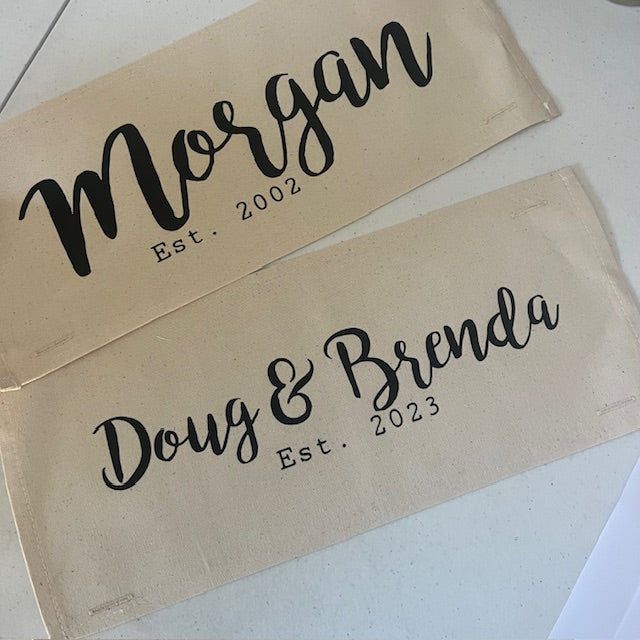 Morgan
Est. 2002
Doug & Brenda
Est. 2023